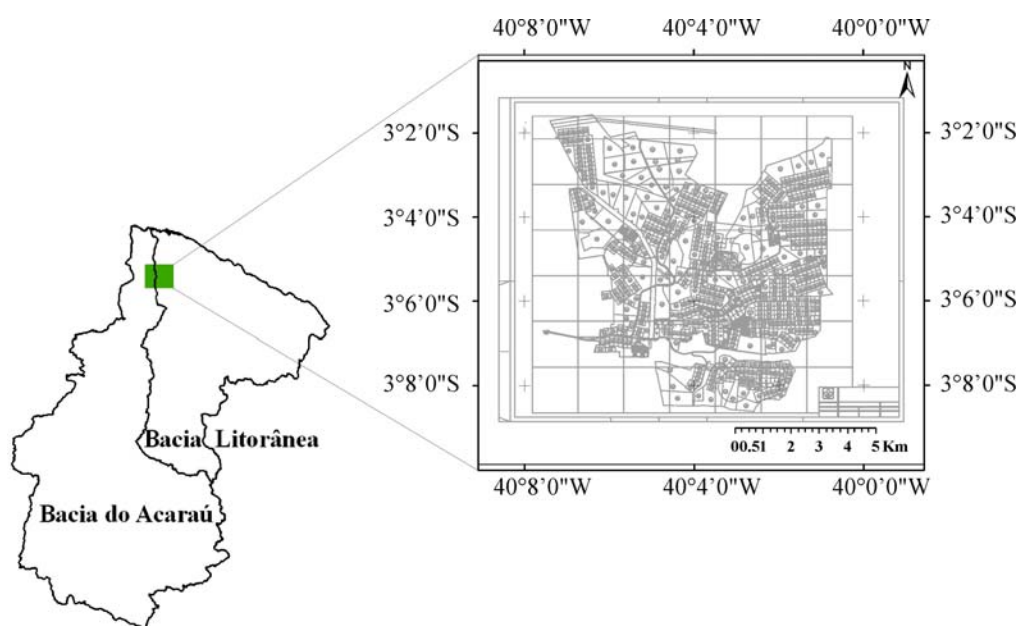 40°8’0"W 40°4’0"W 40°0’0"W
N
3°2’0"S 3°2’0"S
3°4’0"S 3°4’0"S
3°6’0"S 3°6’0"S
3°8’0"S 3°8’0"S
00.51 2 3 4 5 Km
40°8’0"W 40°4’0"W 40°0’0"W
Bacia Litorânea
Bacia do Acaraú